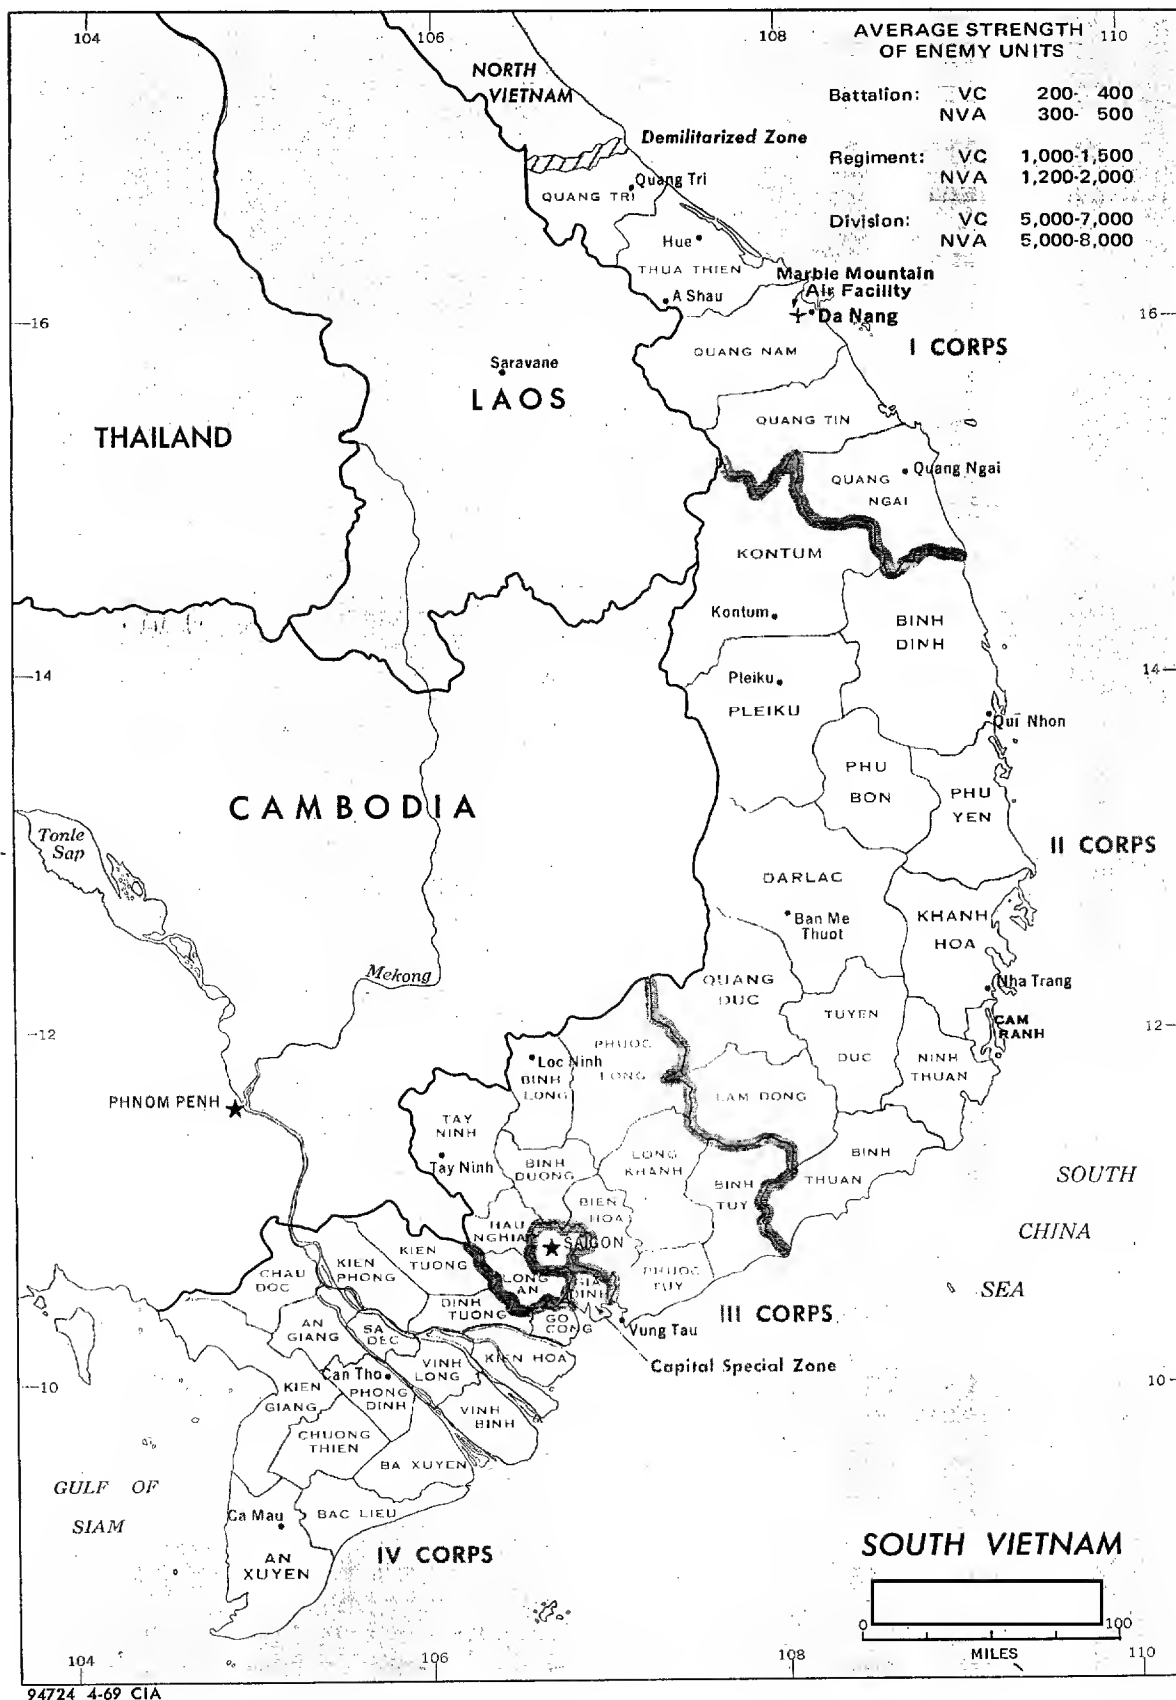 104
106
108
110
AVERAGE STRENGTH
OF ENEMY UNITS
Battalion: VC 200- 400
NVA 300- 500
Regiment: VC 1,000-1,500
NVA 1,200-2,000
Division: VC 5,000-7,000
NVA 5,000-8,000
NORTH
VIETNAM
Demilitarized Zone
Quang Tri
QUANG TRI
Hue
THUA THIEN
A Shau
Marble Mountain
Air Facility
Da Nang
16
16
I CORPS
QUANG NAM
Saravane
LAOS
THAILAND
QUANG TIN
QUANG
NGAI
Quang Ngai
KONTUM
Kontum
BINH
DINH
14
14
Pleiku
PLEIKU
Qui Nhon
PHU
BON
PHU
YEN
CAMBODIA
Tonle
Sap
II CORPS
DARLAC
Ban Me
Thuot
KHANH
HOA
Mekong
QUANG
DUC
Nha Trang
TUYEN
DUC
CAM
RANH
12
12
NINH
THUAN
PHUOC
LONG
Loc Ninh
BINH
LONG
LAM DONG
PHNOM PENH
TAY
NINH
Tay Ninh
BINH
DUONG
LONG
KHANH
BINH
TUY
BINH
THUAN
SOUTH
CHINA
SEA
BIEN
HOA
HAU
NGHIA
SAIGON
KIEN
TUONG
KIEN
PHONG
CHAU
DOC
LONG
AN
GIA
DINH
PHUOC
TUY
DINH
TUONG
GO
CONG
III CORPS
Vung Tau
Capital Special Zone
AN
GIANG
SA
DEC
KIEN HOA
VINH
LONG
Can Tho
PHONG
DINH
10
10
KIEN
GIANG
VINH
BINH
CHUONG
THIEN
BA XUYEN
GULF OF
SIAM
Ca Mau
BAC LIEU
AN
XUYEN
IV CORPS
SOUTH VIETNAM
0 100
MILES
104
106
108
110
94724 4-69 CIA